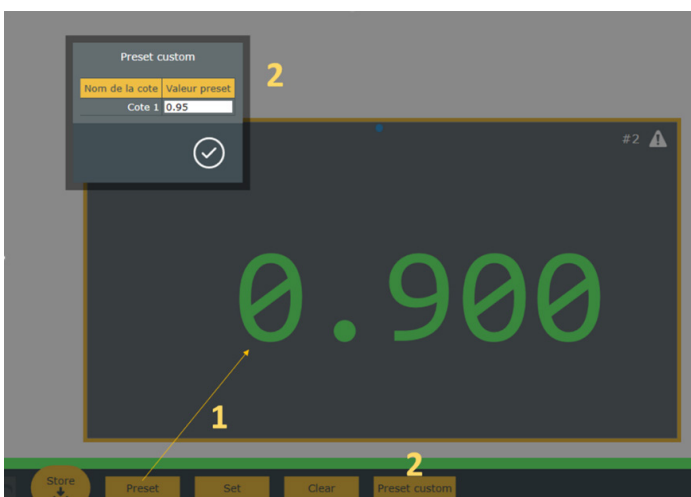 Preset custom
2
Nom de la cote Valeur preset
Cote 1 0.95
#2
0.900
1
2
Store
Preset Set Clear Preset custom